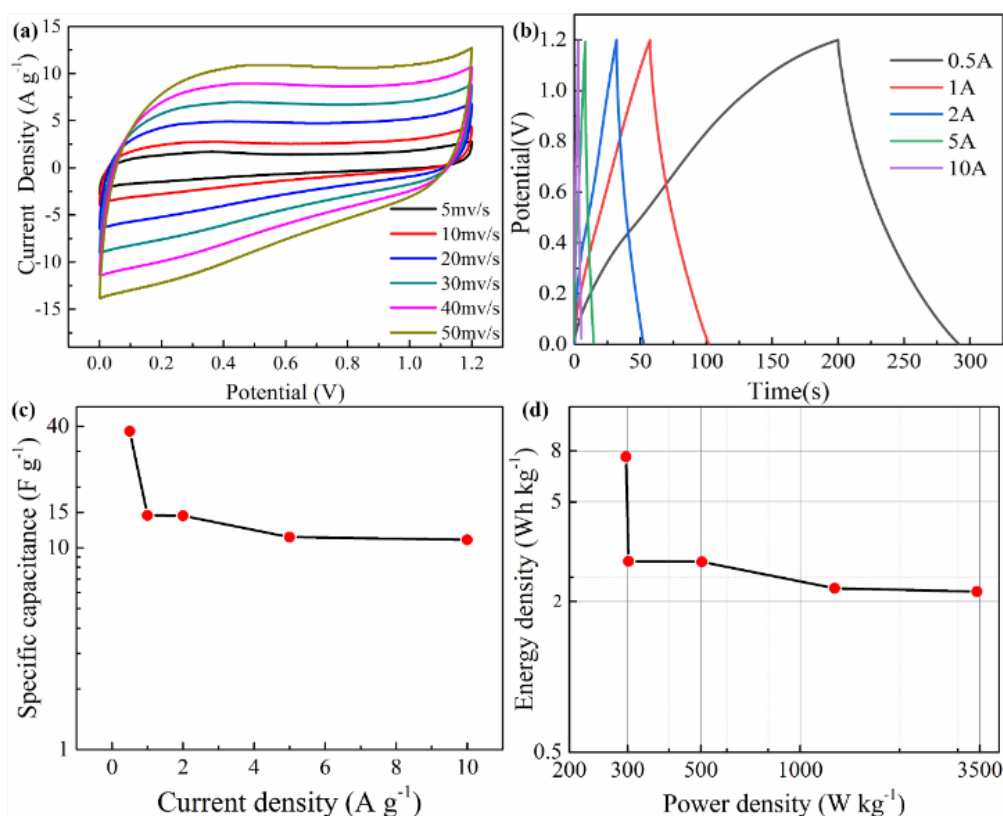 (a)
Current Density (A g⁻¹)
15
10
5
0
-5
-10
-15
0.0 0.2 0.4 0.6 0.8 1.0 1.2
Potential (V)
5mv/s
10mv/s
20mv/s
30mv/s
40mv/s
50mv/s
(b)
Potential(V)
1.2
1.0
0.8
0.6
0.4
0.2
0.0
0 50 100 150 200 250 300
Time(s)
0.5A
1A
2A
5A
10A
(c)
Specific capacitance (F g⁻¹)
40
15
10
1
0 2 4 6 8 10
Current density (A g⁻¹)
(d)
Energy density (Wh kg⁻¹)
8
5
2
0.5
200 300 500 1000 3500
Power density (W kg⁻¹)